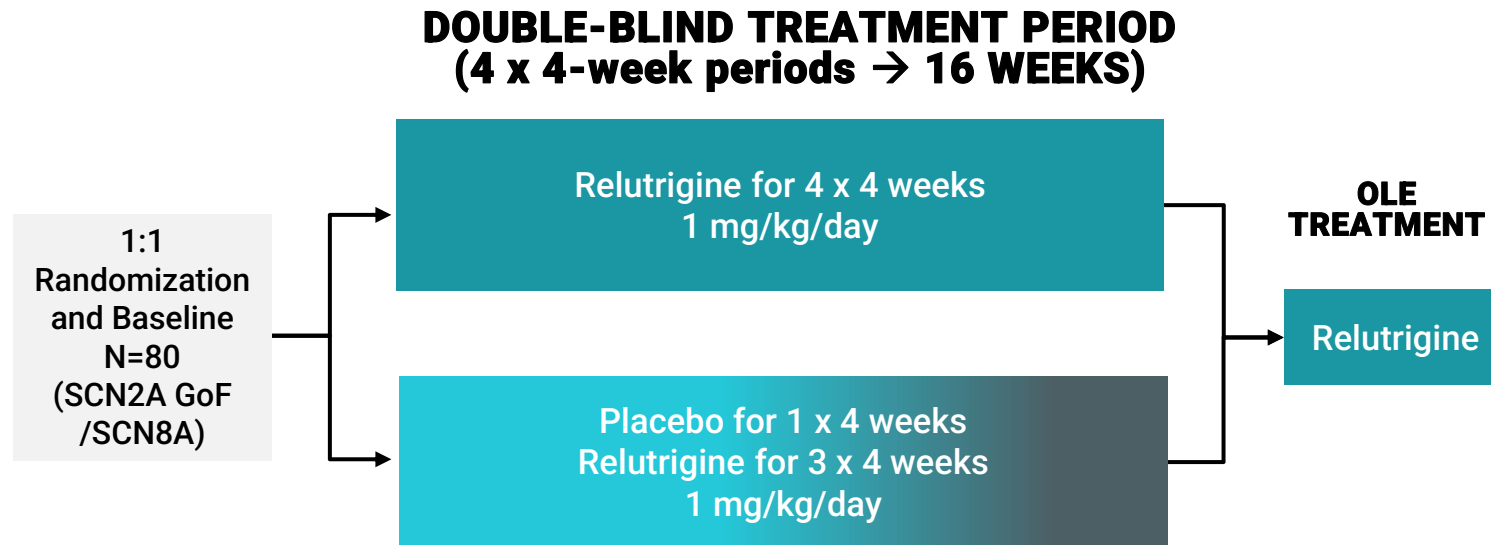 DOUBLE-BLIND TREATMENT PERIOD
(4 x 4-week periods → 16 WEEKS)
Relutrigine for 4 x 4 weeks
1 mg/kg/day
1:1
Randomization
and Baseline
N=80
(SCN2A GoF
/SCN8A)
Placebo for 1 x 4 weeks
Relutrigine for 3 x 4 weeks
1 mg/kg/day
OLE
TREATMENT
Relutrigine